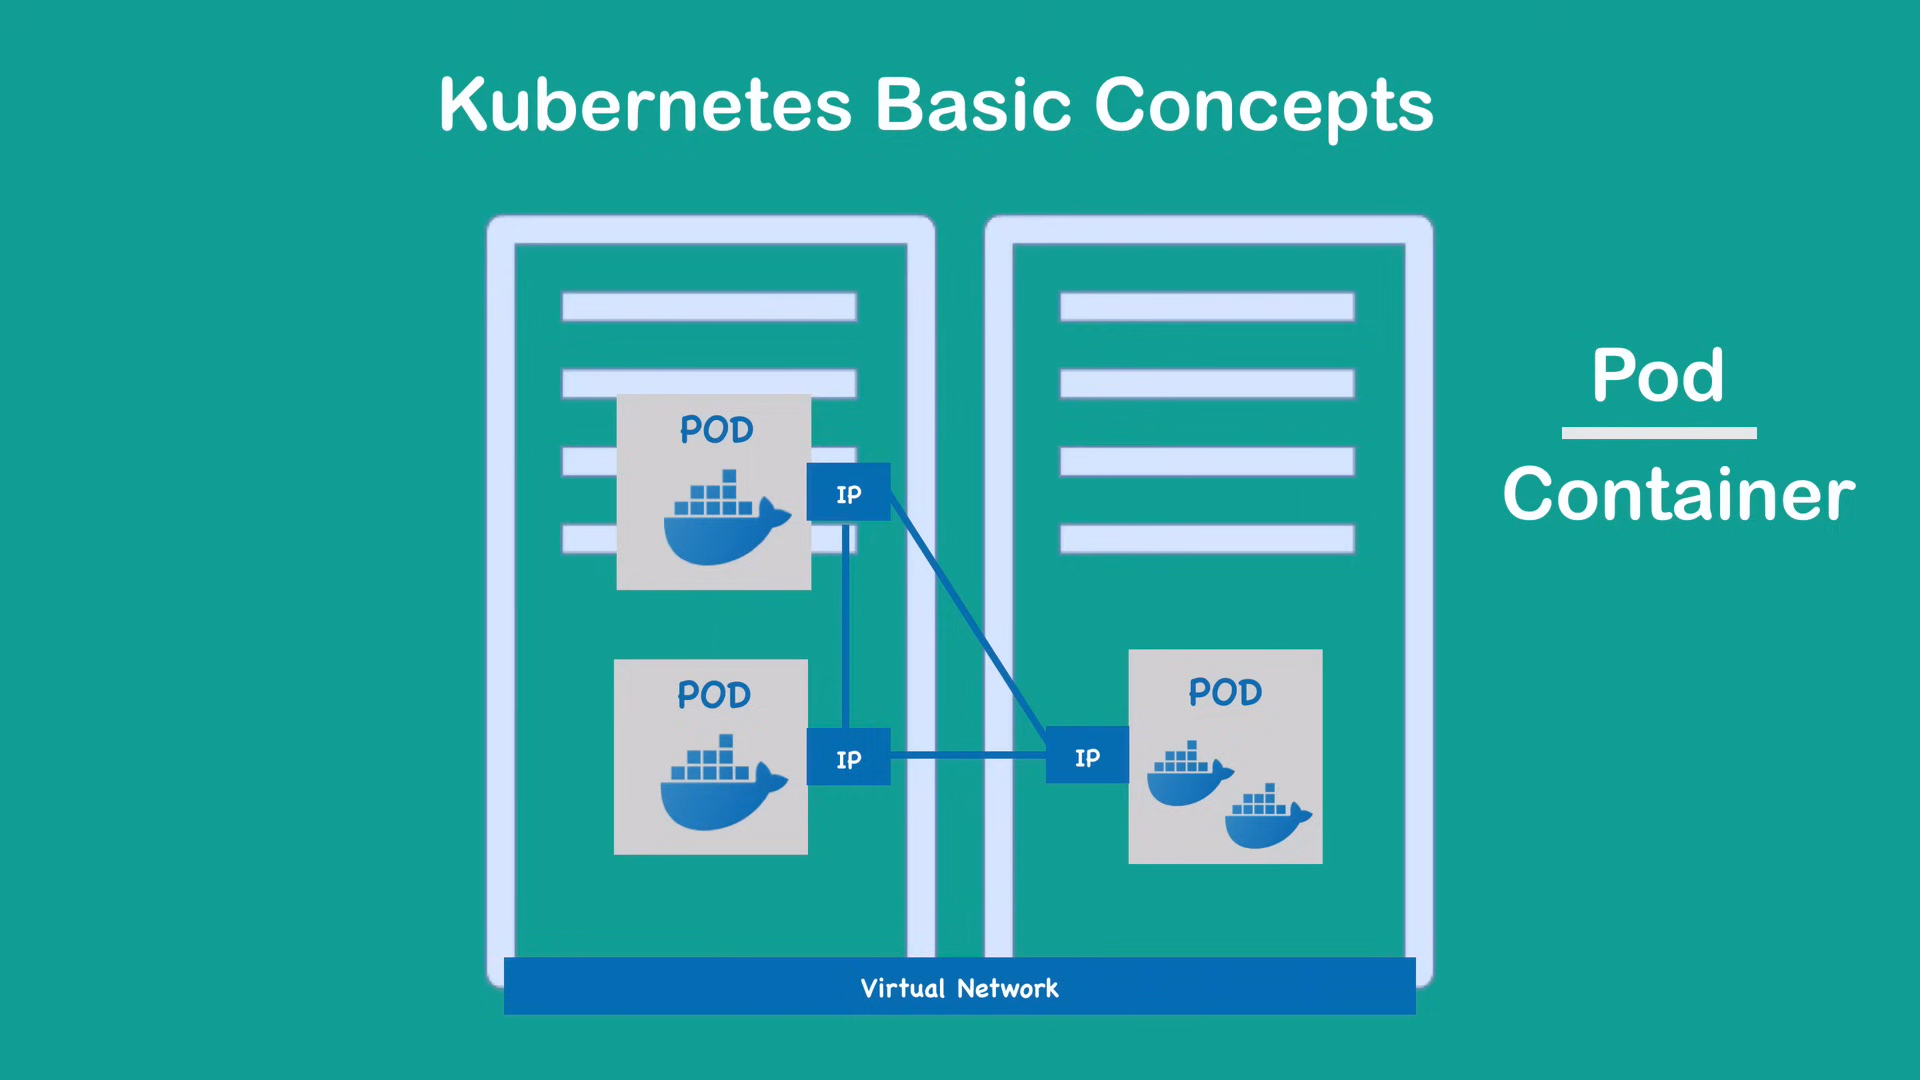 Kubernetes Basic Concepts
Pod
Container
POD
IP
POD
IP
IP
POD
Virtual Network